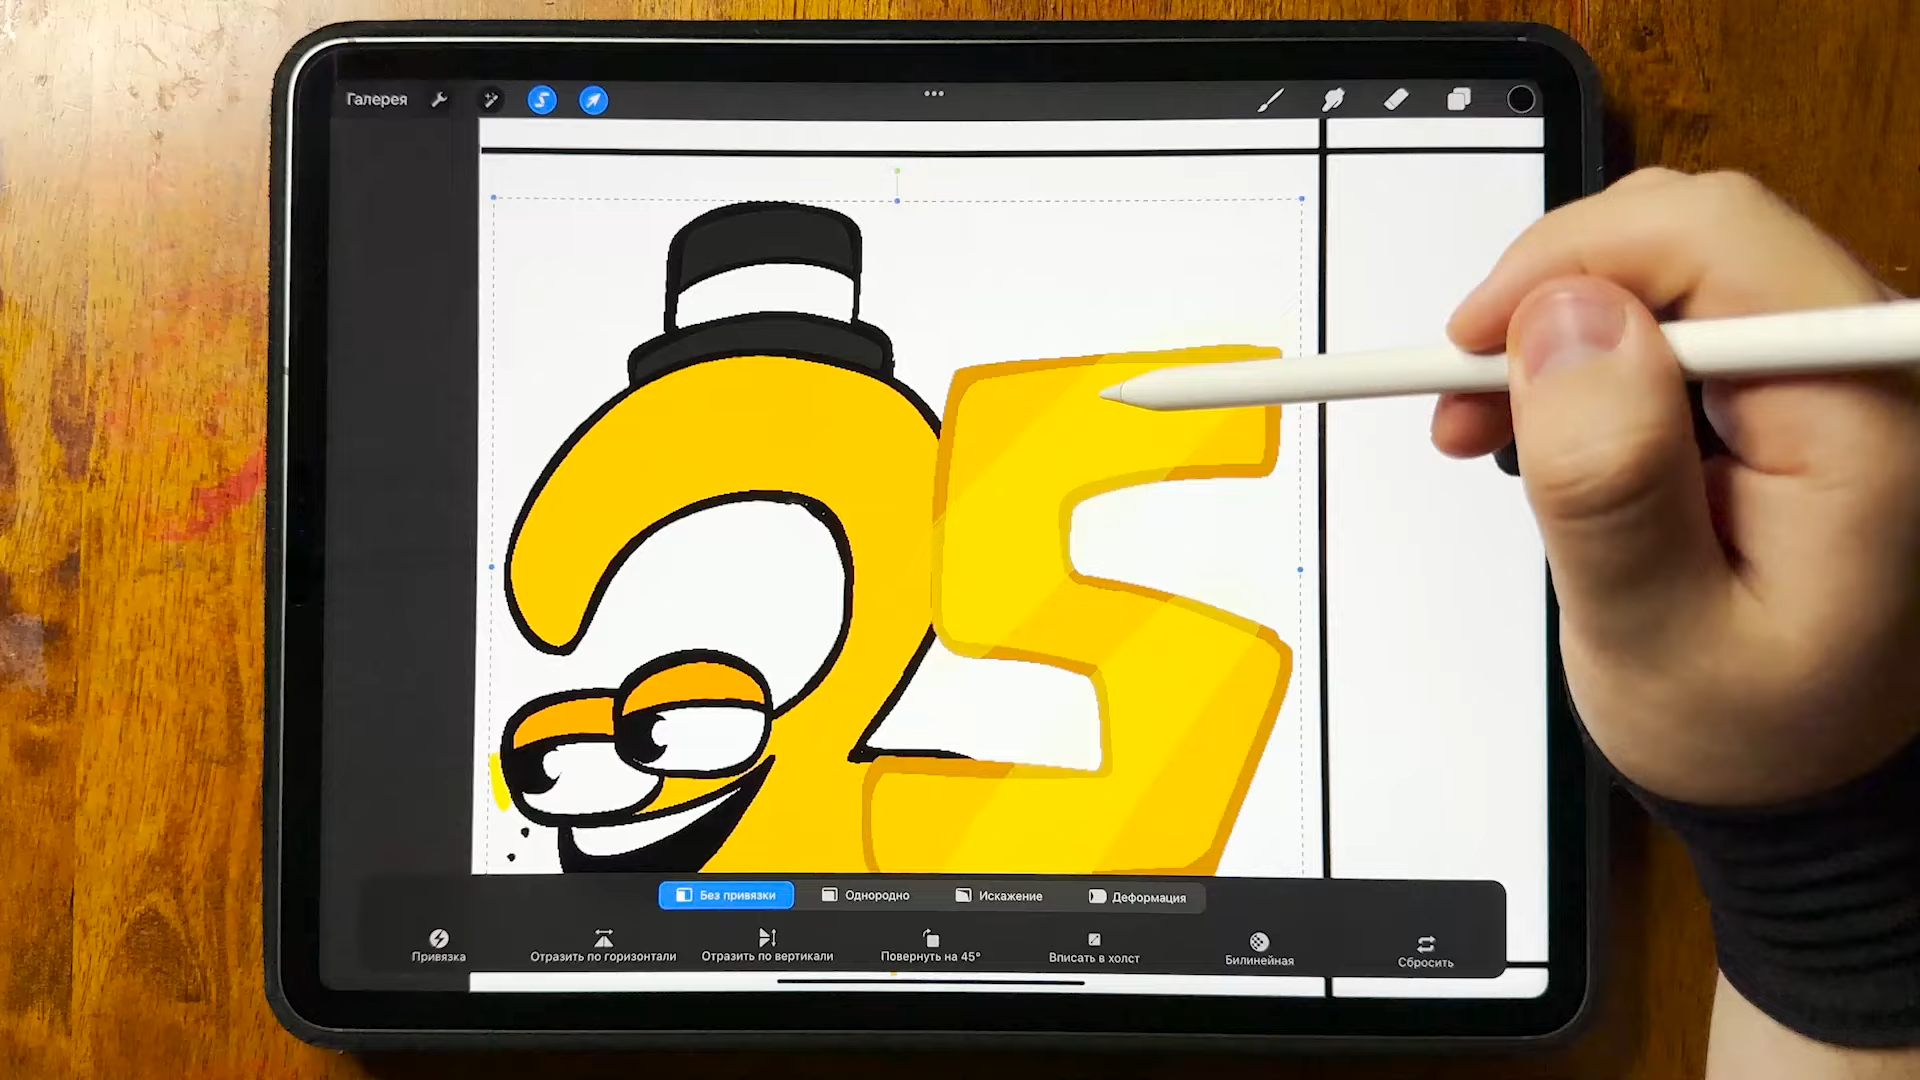 Галерея
25
Без привязки
Однородно
Искажение
Деформация
Привязка
Отразить по горизонтали
Отразить по вертикали
Повернуть на 45°
Вписать в холст
Билинейная
Сбросить